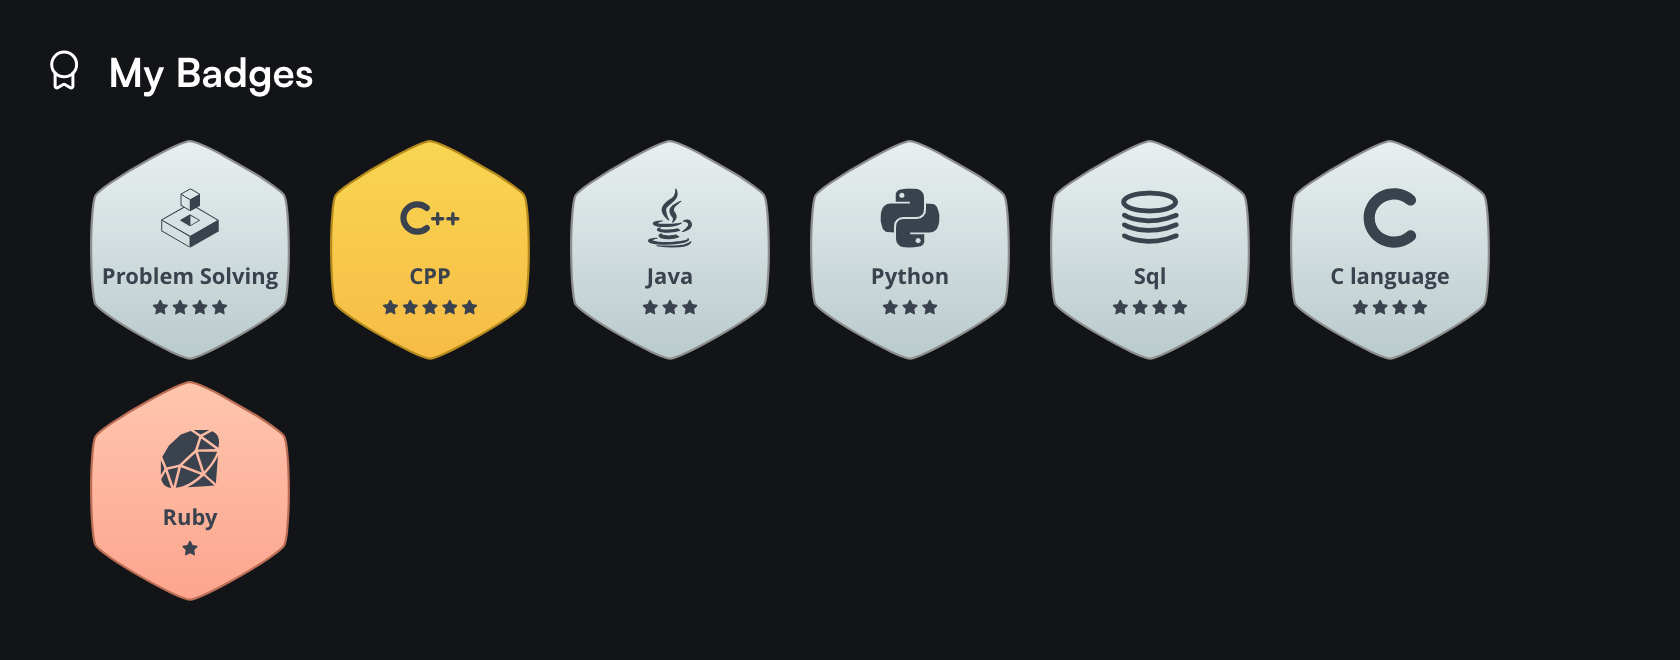 My Badges
C++
Problem Solving
CPP
Java
Python
Sql
C language
Ruby